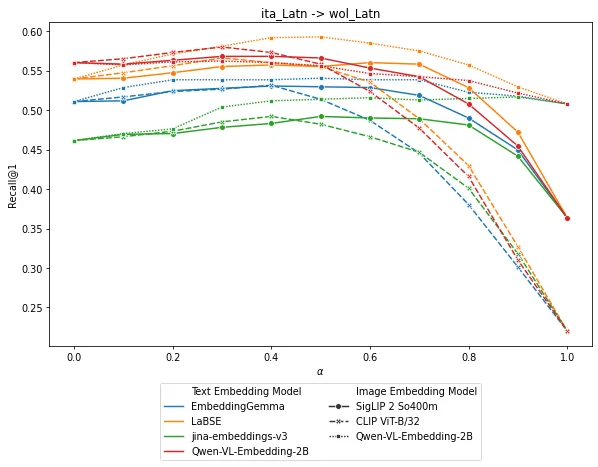 ita_Latn -> wol_Latn
0.60
0.55
0.50
0.45
0.40
0.35
0.30
0.25
Recall@1
0.0 0.2 0.4 0.6 0.8 1.0
α
Text Embedding Model Image Embedding Model
EmbeddingGemma SigLIP 2 So400m
LaBSE CLIP ViT-B/32
jina-embeddings-v3 Qwen-VL-Embedding-2B
Qwen-VL-Embedding-2B